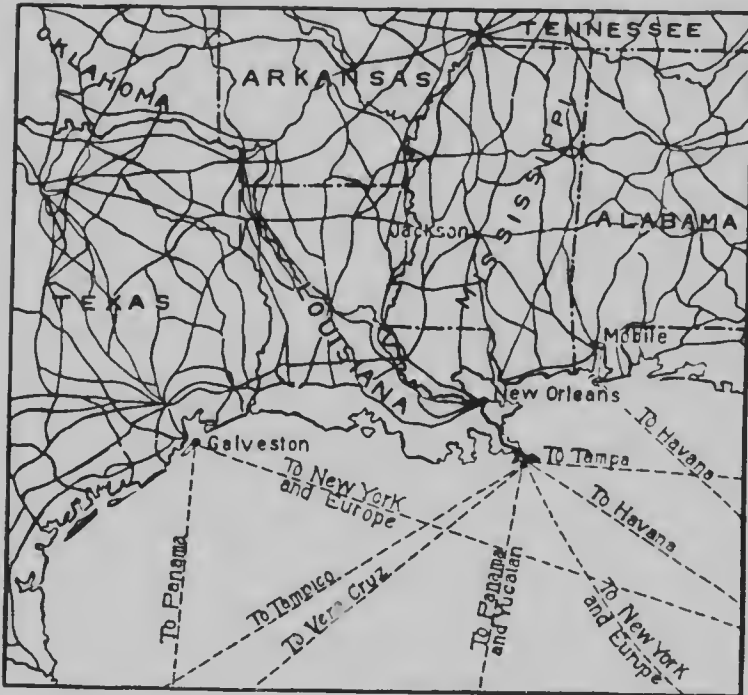 TENNESSEE
OKLAHOMA
ARKANSAS
MISSISSIPPI
Jackson
ALABAMA
TEXAS
LOUISIANA
Mobile
New Orleans
Galveston
To Havana
To Tampa
To New York
and Europe
To Havana
To Panama
To Tampico
To Vera Cruz
To Panama
and Yucatan
To New York
and Europe